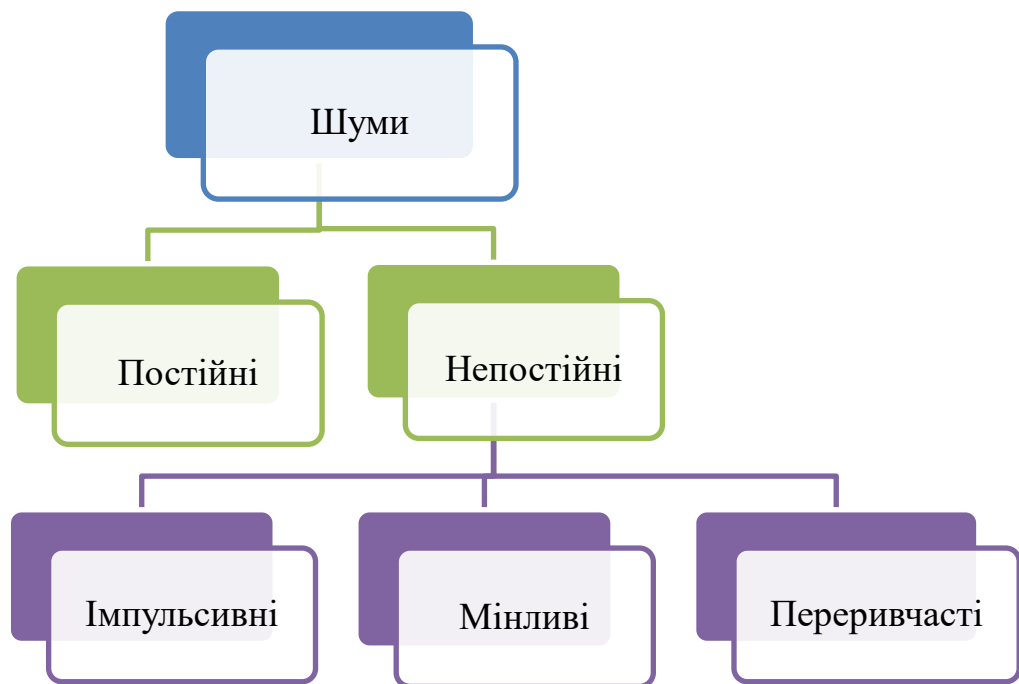 Шуми
Постійні
Непостійні
Імпульсивні
Мінливі
Переривчасті